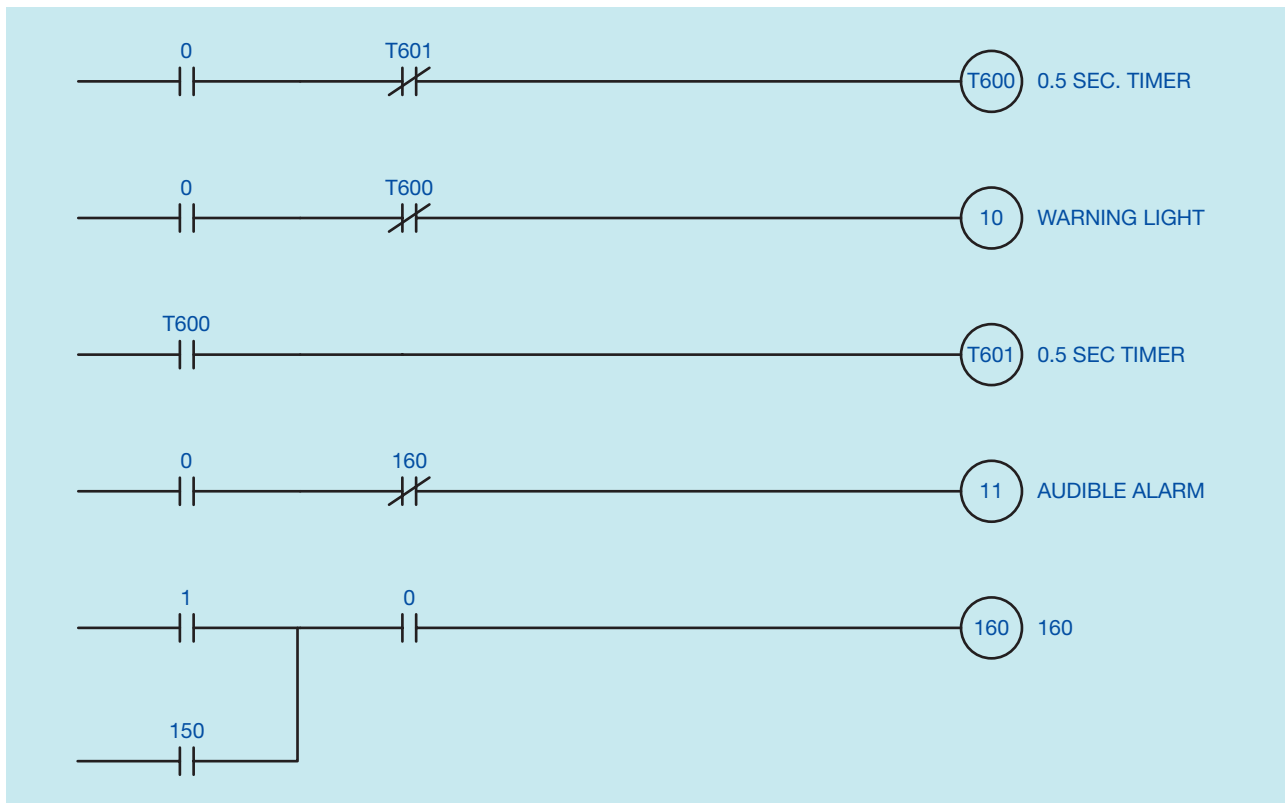 0 T601
T600 0.5 SEC. TIMER
0 T600
10 WARNING LIGHT
T600
T601 0.5 SEC TIMER
0 160
11 AUDIBLE ALARM
1 0
160 160
150